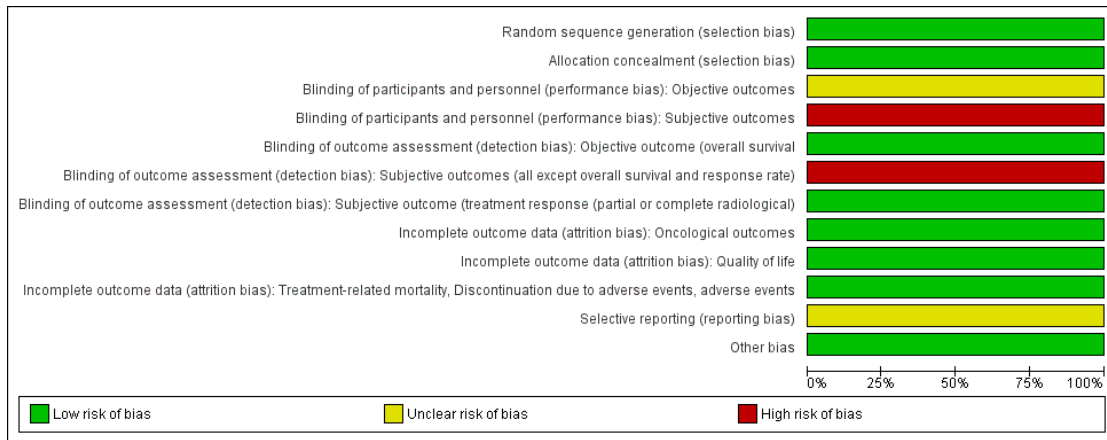 Random sequence generation (selection bias)
Allocation concealment (selection bias)
Blinding of participants and personnel (performance bias): Objective outcomes
Blinding of participants and personnel (performance bias): Subjective outcomes
Blinding of outcome assessment (detection bias): Objective outcome (overall survival
Blinding of outcome assessment (detection bias): Subjective outcomes (all except overall survival and response rate)
Blinding of outcome assessment (detection bias): Subjective outcome (treatment response (partial or complete radiological)
Incomplete outcome data (attrition bias): Oncological outcomes
Incomplete outcome data (attrition bias): Quality of life
Incomplete outcome data (attrition bias): Treatment-related mortality, Discontinuation due to adverse events, adverse events
Selective reporting (reporting bias)
Other bias
0% 25% 50% 75% 100%
Low risk of bias Unclear risk of bias High risk of bias